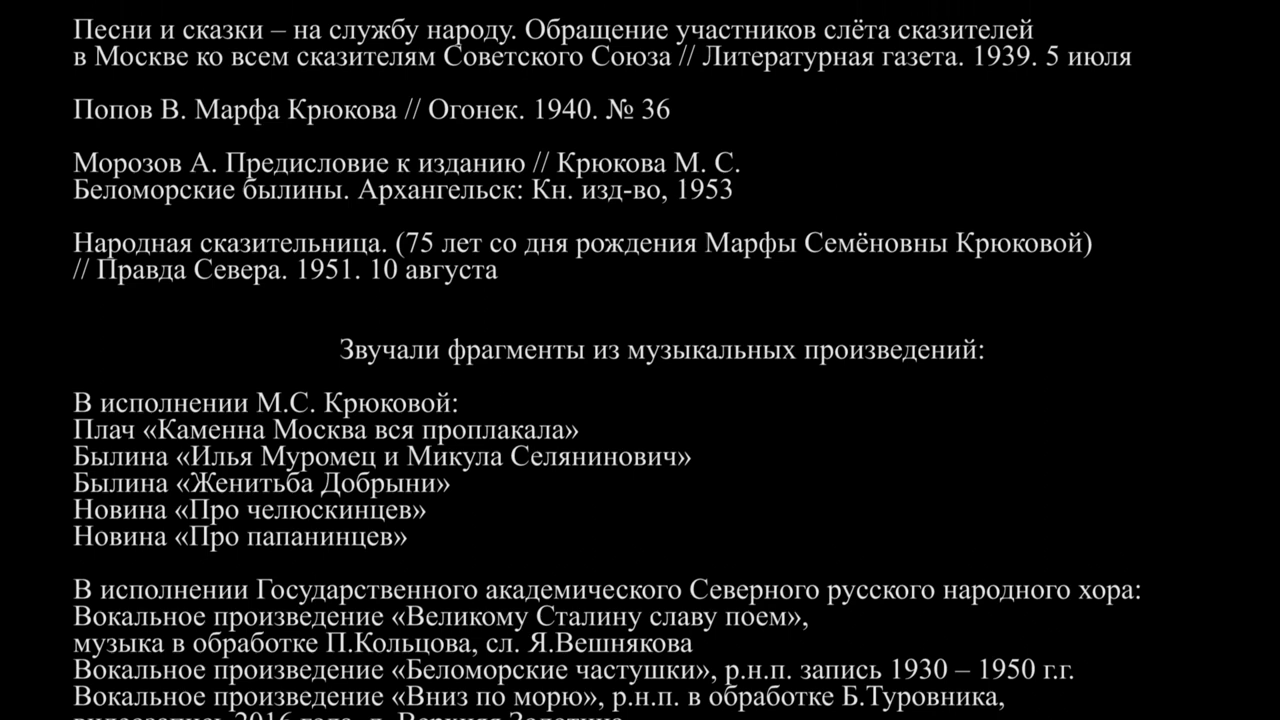 Песни и сказки – на службу народу. Обращение участников слёта сказителей
в Москве ко всем сказителям Советского Союза // Литературная газета. 1939. 5 июля
Попов В. Марфа Крюкова // Огонек. 1940. № 36
Морозов А. Предисловие к изданию // Крюкова М. С.
Беломорские былины. Архангельск: Кн. изд-во, 1953
Народная сказительница. (75 лет со дня рождения Марфы Семёновны Крюковой)
// Правда Севера. 1951. 10 августа
Звучали фрагменты из музыкальных произведений:
В исполнении М.С. Крюковой:
Плач «Каменна Москва вся проплакала»
Былина «Илья Муромец и Микула Селянинович»
Былина «Женитьба Добрыни»
Новина «Про челюскинцев»
Новина «Про папанинцев»
В исполнении Государственного академического Северного русского народного хора:
Вокальное произведение «Великому Сталину славу поем»,
музыка в обработке П.Кольцова, сл. Я.Вешнякова
Вокальное произведение «Беломорские частушки», р.н.п. запись 1930 – 1950 г.г.
Вокальное произведение «Вниз по морю», р.н.п. в обработке Б.Туровника,
видеозапись 2016 года, д. Верхняя Золотица